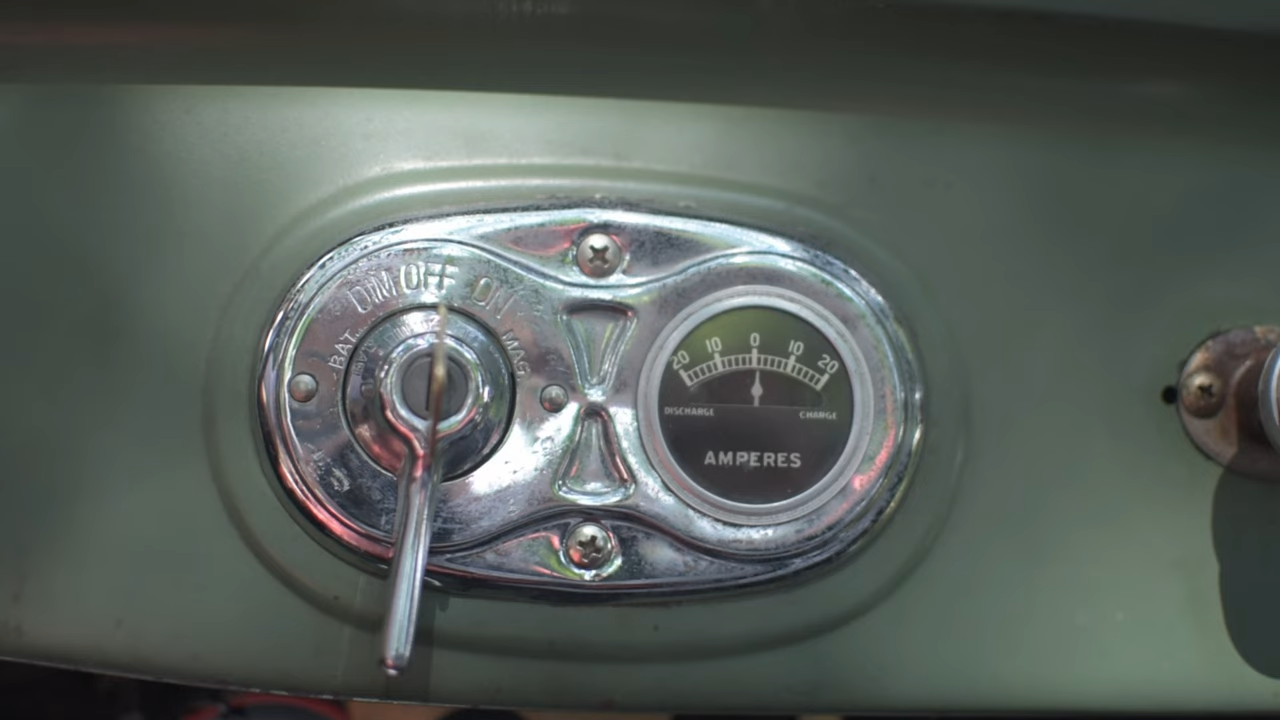 DIM OFF ON
BAT. MAG.
20 10 0 10 20
DISCHARGE CHARGE
AMPERES